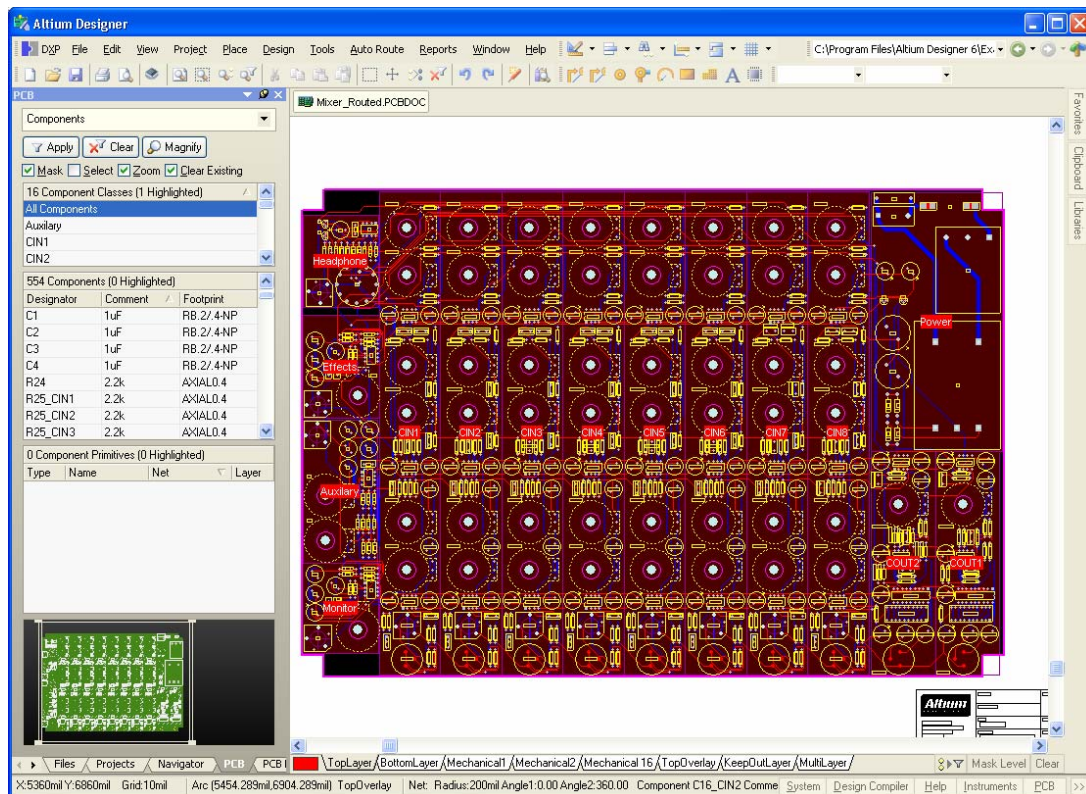 Altium Designer
DXP File Edit View Project Place Design Tools Auto Route Reports Window Help C:\Program Files\Altium Designer 6\Ex
PCB
Mixer_Routed.PCBDOC
Favorites
Clipboard
Libraries
Components
Apply Clear Magnify
Mask Select Zoom Clear Existing
16 Component Classes (1 Highlighted)
All Components
Auxilary
CIN1
CIN2
554 Components (0 Highlighted)
Designator Comment Footprint
C1 1uF RB.2/.4-NP
C2 1uF RB.2/.4-NP
C3 1uF RB.2/.4-NP
C4 1uF RB.2/.4-NP
R24 2.2k AXIAL0.4
R25_CIN1 2.2k AXIAL0.4
R25_CIN2 2.2k AXIAL0.4
R25_CIN3 2.2k AXIAL0.4
0 Component Primitives (0 Highlighted)
Type Name Net Layer
Headphone
Power
Effects
CIN1 CIN2 CIN3 CIN4 CIN5 CIN6 CIN7 CIN8
Auxilary
COUT2 COUT1
Monitor
Altium
Files Projects Navigator PCB PCB I
TopLayer BottomLayer Mechanical1 Mechanical2 Mechanical 16 TopOverlay KeepOutLayer MultiLayer Mask Level Clear
X:5360mil Y:6860mil Grid:10mil Arc (5454.289mil,6904.289mil) TopOverlay Net: Radius:200mil Angle1:0.00 Angle2:360.00 Component C16_CIN2 Comme System Design Compiler Help Instruments PCB >>